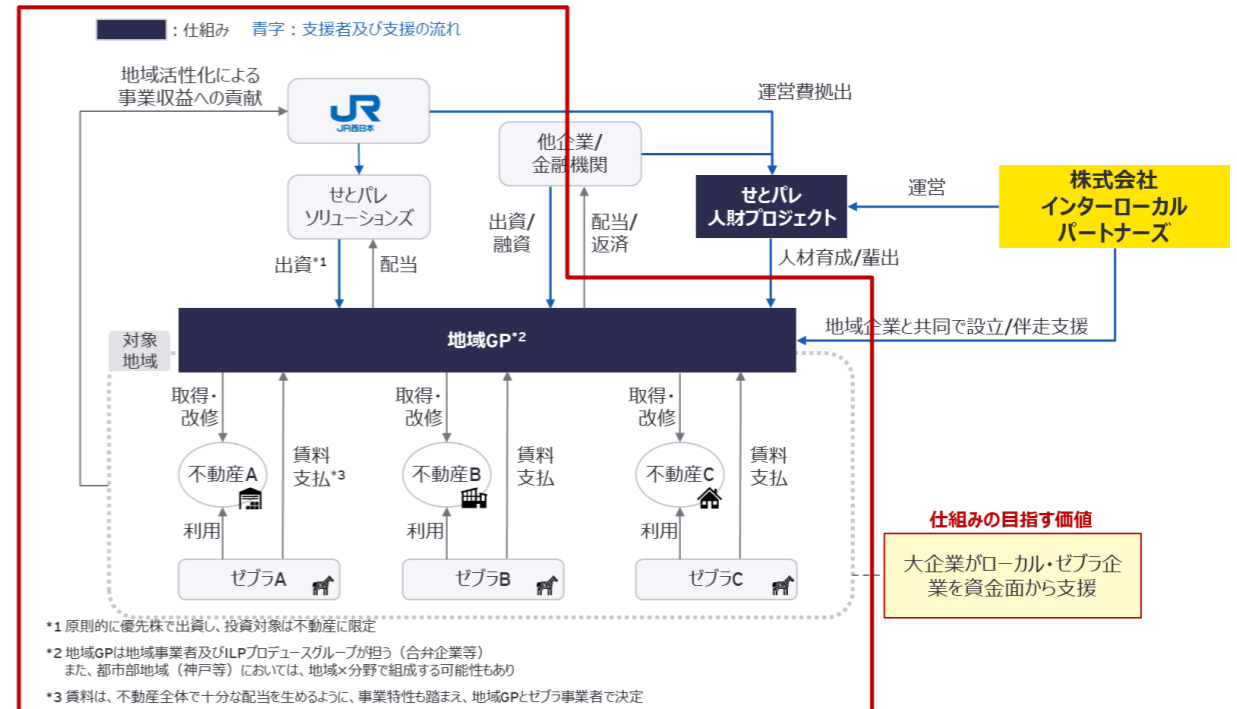 ：仕組み 青字：支援者及び支援の流れ
地域活性化による
事業収益への貢献
JR
JR西日本
運営費拠出
他企業/
金融機関
せとパレ
ソリューションズ
せとパレ
人財プロジェクト
運営
株式会社
インターローカル
パートナーズ
出資*1
配当
出資/
融資
配当/
返済
人材育成/輩出
地域企業と共同で設立/伴走支援
対象
地域
地域GP*2
取得・
改修
賃料
支払*3
取得・
改修
賃料
支払
取得・
改修
賃料
支払
不動産A
不動産B
不動産C
利用
利用
利用
ゼブラA
ゼブラB
ゼブラC
仕組みの目指す価値
大企業がローカル・ゼブラ企
業を資金面から支援
*1 原則的に優先株で出資し、投資対象は不動産に限定
*2 地域GPは地域事業者及びILPプロデュースグループが担う（合弁企業等）
また、都市部地域（神戸等）においては、地域×分野で組成する可能性もあり
*3 賃料は、不動産全体で十分な配当を生めるように、事業特性も踏まえ、地域GPとゼブラ事業者で決定